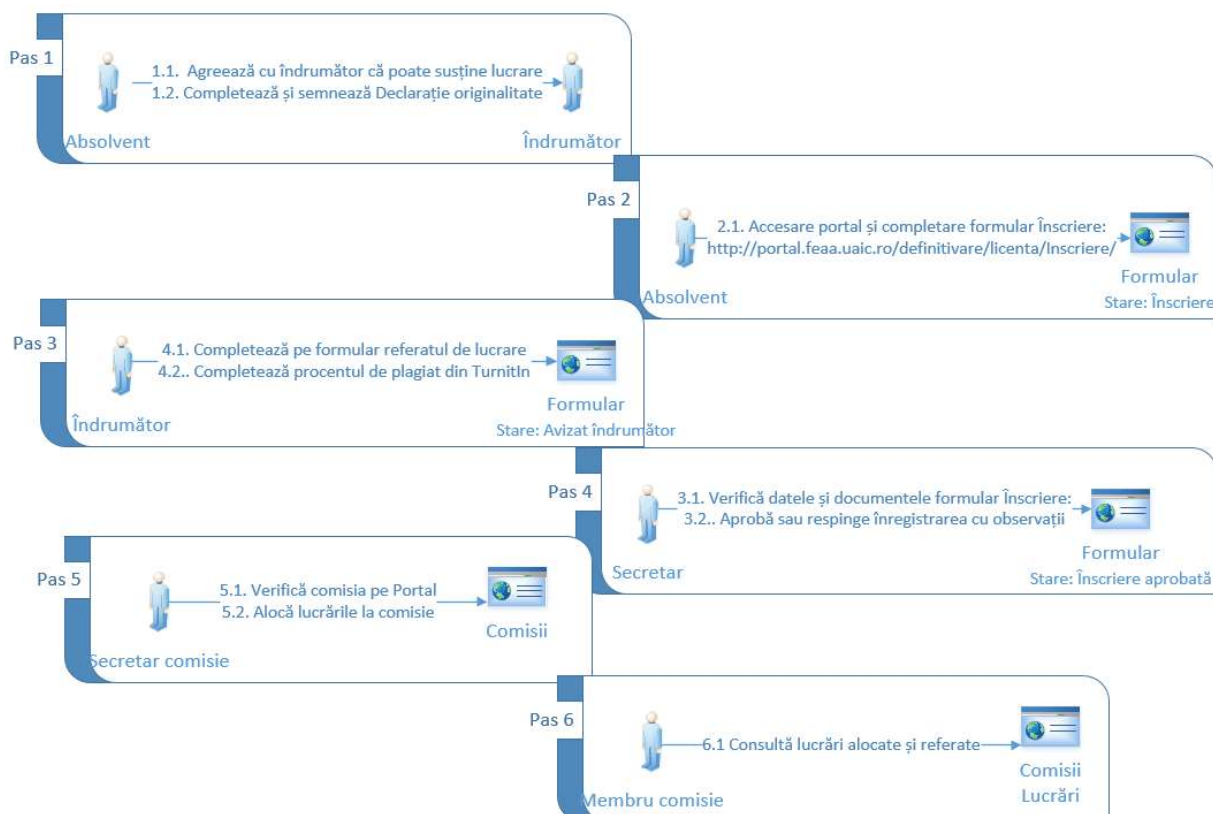 Pas 1
1.1. Agreează cu îndrumător că poate susține lucrare
1.2. Completează și semnează Declarație originalitate
Absolvent
Îndrumător
Pas 2
2.1. Accesare portal și completare formular Înscriere:
http://portal.feaa.uaic.ro/definitivare/licenta/Inscriere/
Absolvent
Formular
Stare: Înscriere
Pas 3
4.1. Completează pe formular referatul de lucrare
4.2.. Completează procentul de plagiat din TurnitIn
Îndrumător
Formular
Stare: Avizat îndrumător
Pas 4
3.1. Verifică datele și documentele formular Înscriere:
3.2.. Aprobă sau respinge înregistrarea cu observații
Secretar
Formular
Stare: Înscriere aprobată
Pas 5
5.1. Verifică comisia pe Portal
5.2. Alocă lucrările la comisie
Secretar comisie
Comisii
Pas 6
6.1 Consultă lucrări alocate și referate
Membru comisie
Comisii
Lucrări